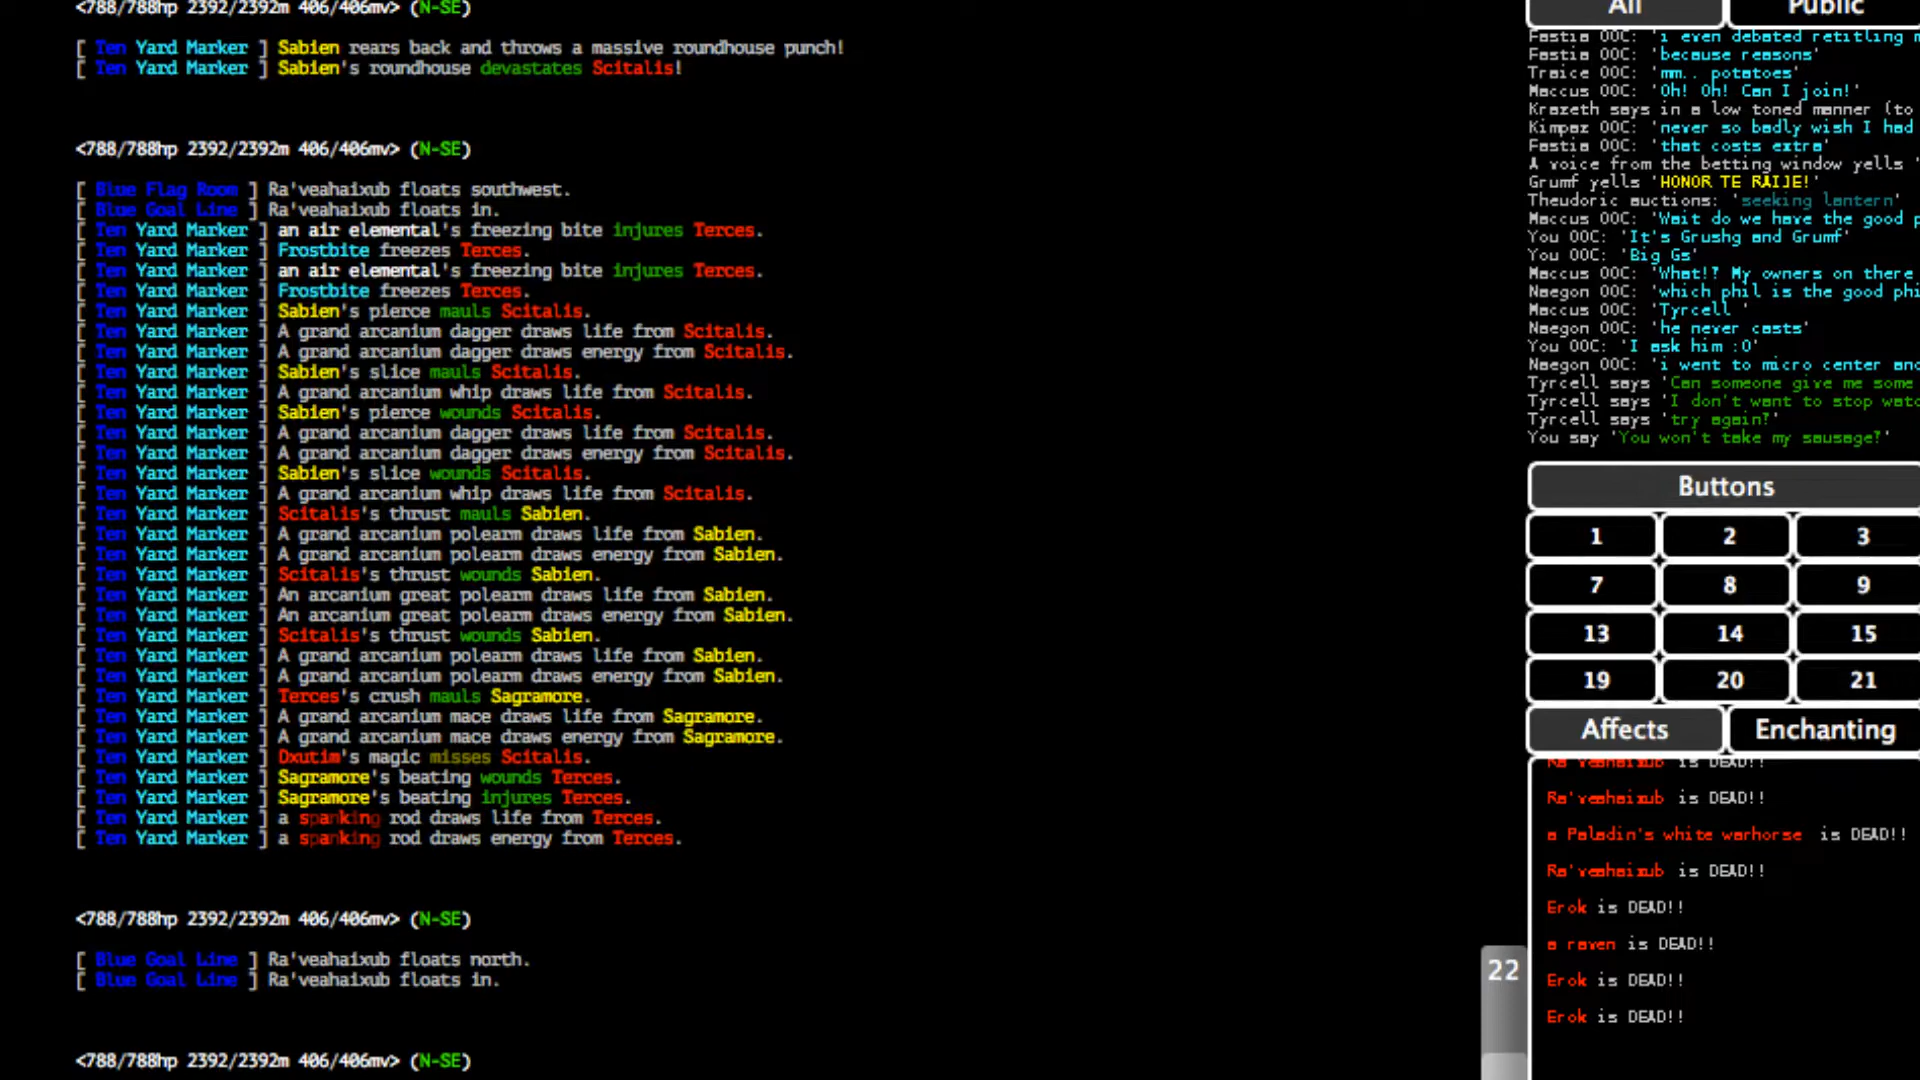 <788/788hp 2392/2392m 406/406mv> (N-SE)
[ Ten Yard Marker ] Sabien rears back and throws a massive roundhouse punch!
[ Ten Yard Marker ] Sabien's roundhouse devastates Scitalis!
<788/788hp 2392/2392m 406/406mv> (N-SE)
[ Blue Flag Room ] Ra'veahaixub floats southwest.
[ Blue Goal Line ] Ra'veahaixub floats in.
[ Ten Yard Marker ] an air elemental's freezing bite injures Terces.
[ Ten Yard Marker ] Frostbite freezes Terces.
[ Ten Yard Marker ] an air elemental's freezing bite injures Terces.
[ Ten Yard Marker ] Frostbite freezes Terces.
[ Ten Yard Marker ] Sabien's pierce mauls Scitalis.
[ Ten Yard Marker ] A grand arcanium dagger draws life from Scitalis.
[ Ten Yard Marker ] A grand arcanium dagger draws energy from Scitalis.
[ Ten Yard Marker ] Sabien's slice mauls Scitalis.
[ Ten Yard Marker ] A grand arcanium whip draws life from Scitalis.
[ Ten Yard Marker ] Sabien's pierce wounds Scitalis.
[ Ten Yard Marker ] A grand arcanium dagger draws life from Scitalis.
[ Ten Yard Marker ] A grand arcanium dagger draws energy from Scitalis.
[ Ten Yard Marker ] Sabien's slice wounds Scitalis.
[ Ten Yard Marker ] A grand arcanium whip draws life from Scitalis.
[ Ten Yard Marker ] Scitalis's thrust mauls Sabien.
[ Ten Yard Marker ] A grand arcanium polearm draws life from Sabien.
[ Ten Yard Marker ] A grand arcanium polearm draws energy from Sabien.
[ Ten Yard Marker ] Scitalis's thrust wounds Sabien.
[ Ten Yard Marker ] An arcanium great polearm draws life from Sabien.
[ Ten Yard Marker ] An arcanium great polearm draws energy from Sabien.
[ Ten Yard Marker ] Scitalis's thrust wounds Sabien.
[ Ten Yard Marker ] A grand arcanium polearm draws life from Sabien.
[ Ten Yard Marker ] A grand arcanium polearm draws energy from Sabien.
[ Ten Yard Marker ] Terces's crush mauls Sagramore.
[ Ten Yard Marker ] A grand arcanium mace draws life from Sagramore.
[ Ten Yard Marker ] A grand arcanium mace draws energy from Sagramore.
[ Ten Yard Marker ] Dxutim's magic misses Scitalis.
[ Ten Yard Marker ] Sagramore's beating wounds Terces.
[ Ten Yard Marker ] Sagramore's beating injures Terces.
[ Ten Yard Marker ] a spanking rod draws life from Terces.
[ Ten Yard Marker ] a spanking rod draws energy from Terces.
<788/788hp 2392/2392m 406/406mv> (N-SE)
[ Blue Goal Line ] Ra'veahaixub floats north.
[ Blue Goal Line ] Ra'veahaixub floats in.
<788/788hp 2392/2392m 406/406mv> (N-SE)
22
All Public
Fastia OOC: 'i even debated retitling
Fastia OOC: 'because reasons'
Traice OOC: 'mm.. potatoes'
Maccus OOC: 'Oh! Oh! Can I join!'
Krazeth says in a low toned manner (to
Kimpaz OOC: 'never so badly wish I had
Fastia OOC: 'that costs extra'
A voice from the betting window yells '
Grumf yells 'HONOR TE RAIJE!'
Theudoric auctions: 'seeking lantern'
Maccus OOC: 'Wait do we have the good
You OOC: 'It's Grushg and Grumf'
You OOC: 'Big Gs'
Maccus OOC: 'What!? My owners on there
Naegon OOC: 'which phil is the good
Maccus OOC: 'Tyrcell '
Naegon OOC: 'he never casts'
You OOC: 'I ask him :O'
Naegon OOC: 'i went to micro center
Tyrcell says 'Can someone give me some
Tyrcell says 'I don't want to stop
Tyrcell says 'try again?'
You say 'You won't take my sausage?'
Buttons
1 2 3
7 8 9
13 14 15
19 20 21
Affects Enchanting
Ra'veahaixub is DEAD!!
Ra'veahaixub is DEAD!!
a Paladin's white warhorse is DEAD!!
Ra'veahaixub is DEAD!!
Erok is DEAD!!
a raven is DEAD!!
Erok is DEAD!!
Erok is DEAD!!